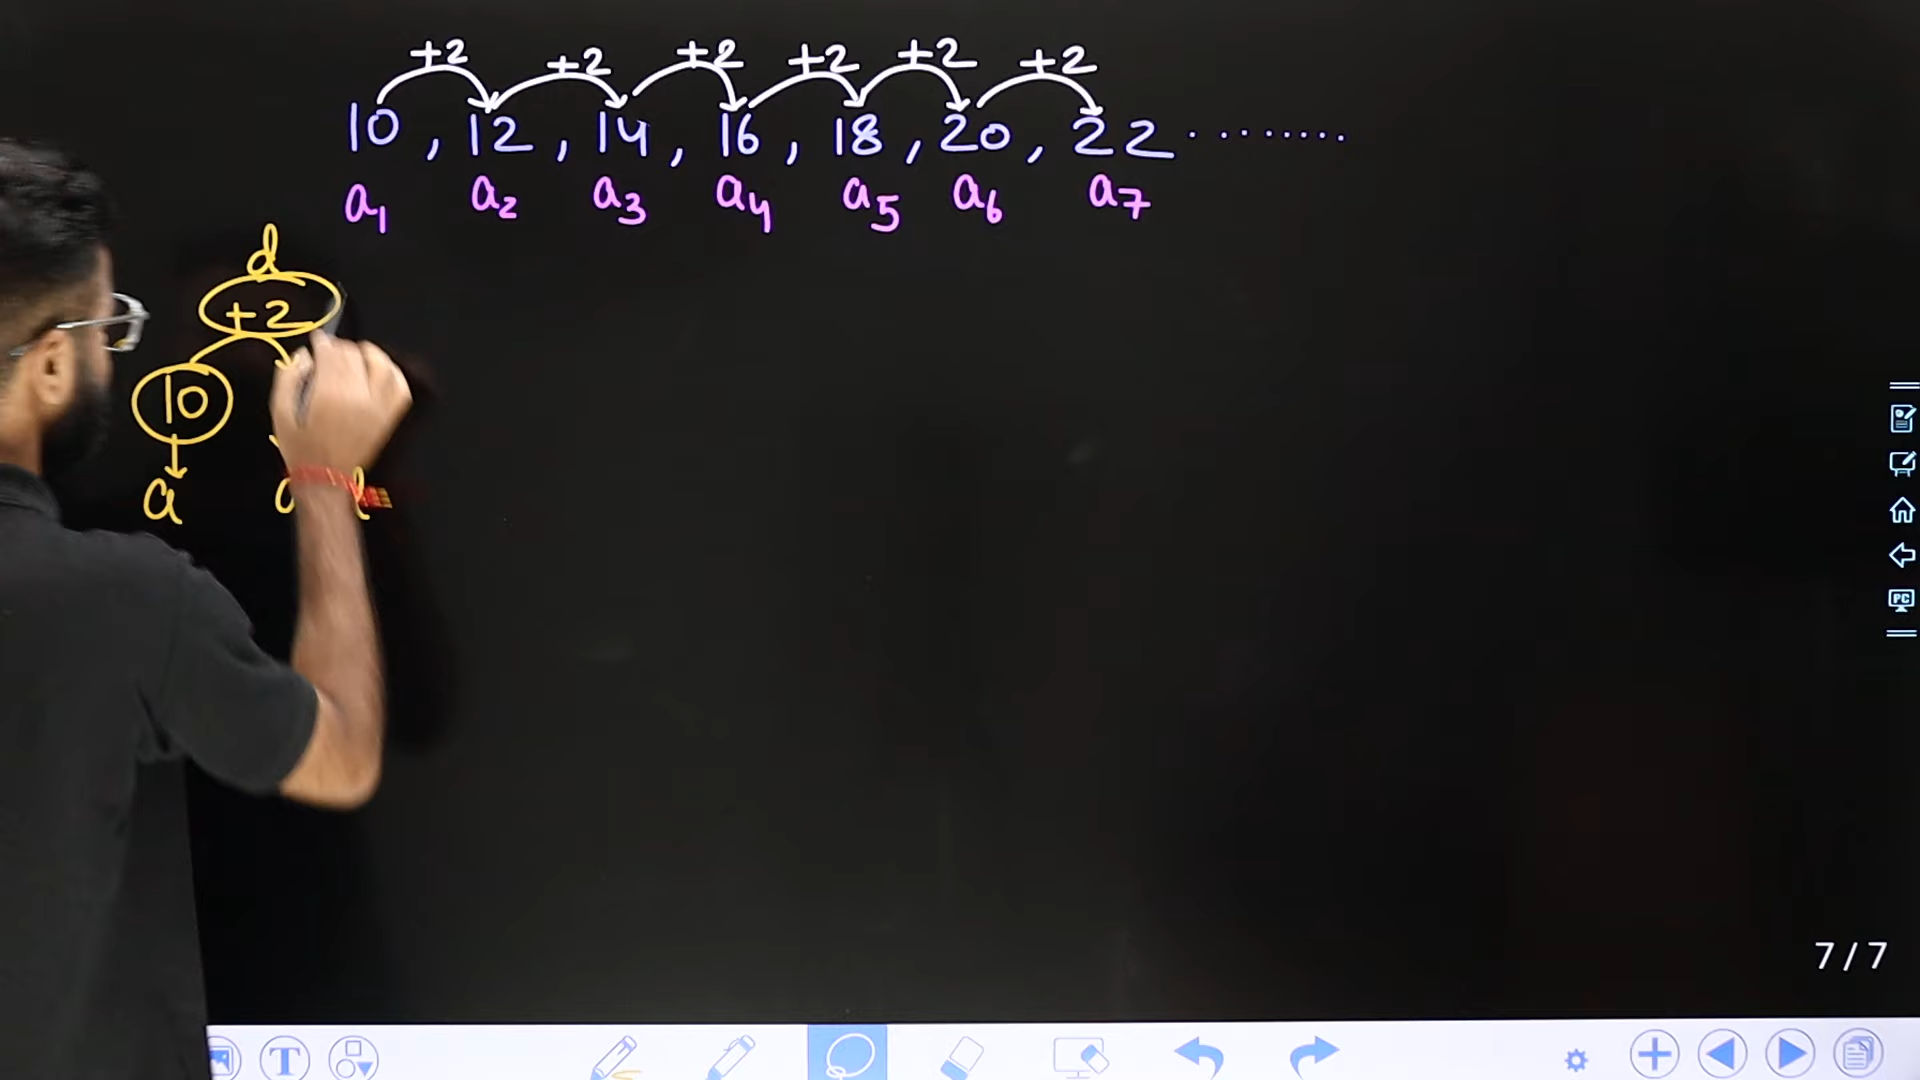 +2 +2 +2 +2 +2 +2
10 , 12 , 14 , 16 , 18 , 20 , 22 ........
a1 a2 a3 a4 a5 a6 a7
d
+2
10
a
PC
7 / 7
T